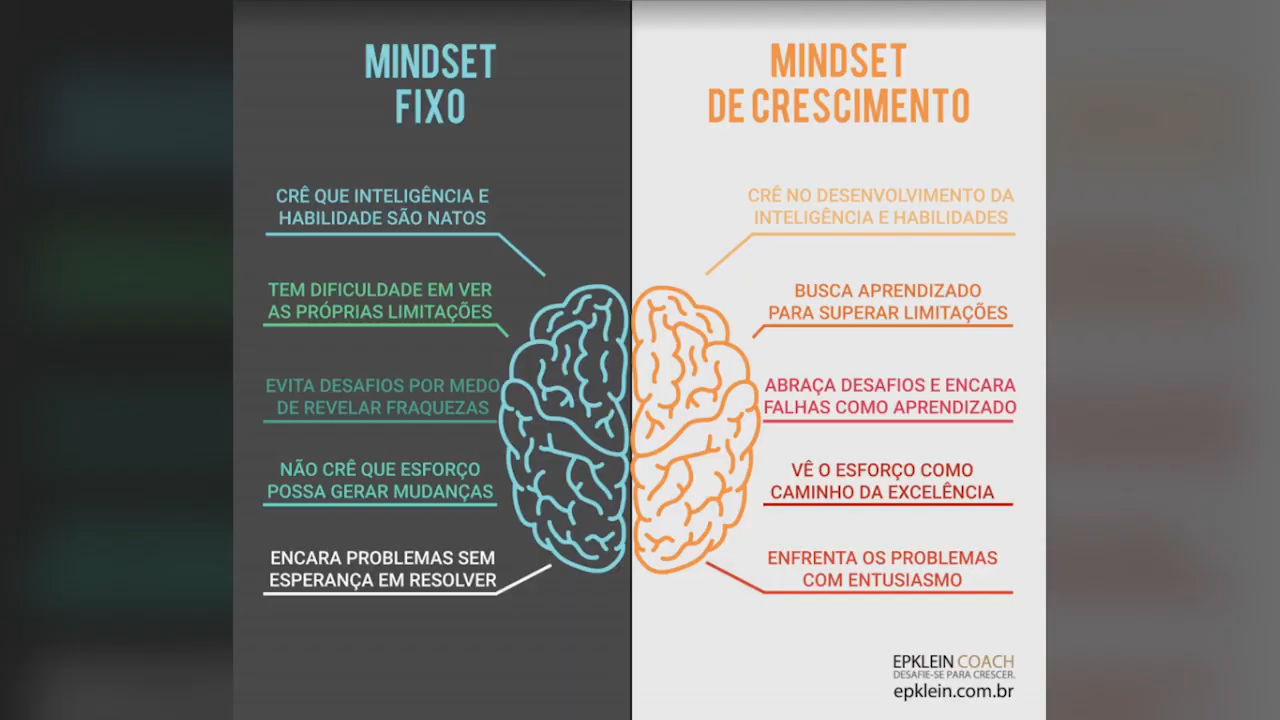 MINDSET
FIXO
CRÊ QUE INTELIGÊNCIA E
HABILIDADE SÃO NATOS
TEM DIFICULDADE EM VER
AS PRÓPRIAS LIMITAÇÕES
EVITA DESAFIOS POR MEDO
DE REVELAR FRAQUEZAS
NÃO CRÊ QUE ESFORÇO
POSSA GERAR MUDANÇAS
ENCARA PROBLEMAS SEM
ESPERANÇA EM RESOLVER
MINDSET
DE CRESCIMENTO
CRÊ NO DESENVOLVIMENTO DA
INTELIGÊNCIA E HABILIDADES
BUSCA APRENDIZADO
PARA SUPERAR LIMITAÇÕES
ABRAÇA DESAFIOS E ENCARA
FALHAS COMO APRENDIZADO
VÊ O ESFORÇO COMO
CAMINHO DA EXCELÊNCIA
ENFRENTA OS PROBLEMAS
COM ENTUSIASMO
EPKLEIN COACH
DESAFIE-SE PARA CRESCER.
epklein.com.br